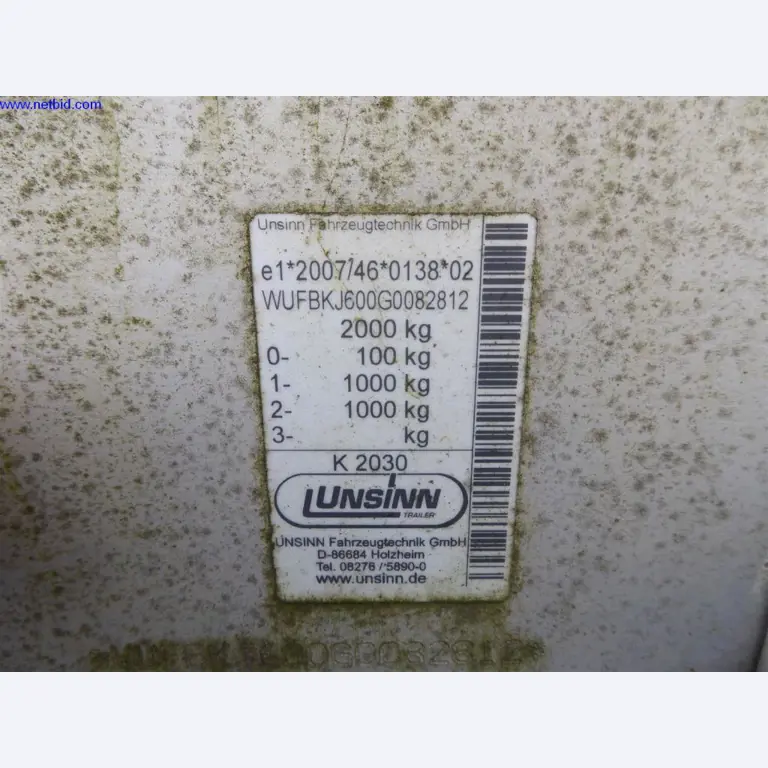 www.netbid.com
Unsinn Fahrzeugtechnik GmbH
e1*2007/46*0138*02
WUFBKJ600G0082812
2000 kg
0- 100 kg
1- 1000 kg
2- 1000 kg
3- kg
K 2030
UNSINN
TRAILER
UNSINN Fahrzeugtechnik GmbH
D-86684 Holzheim
Tel. 08276 / 5890-0
www.unsinn.de